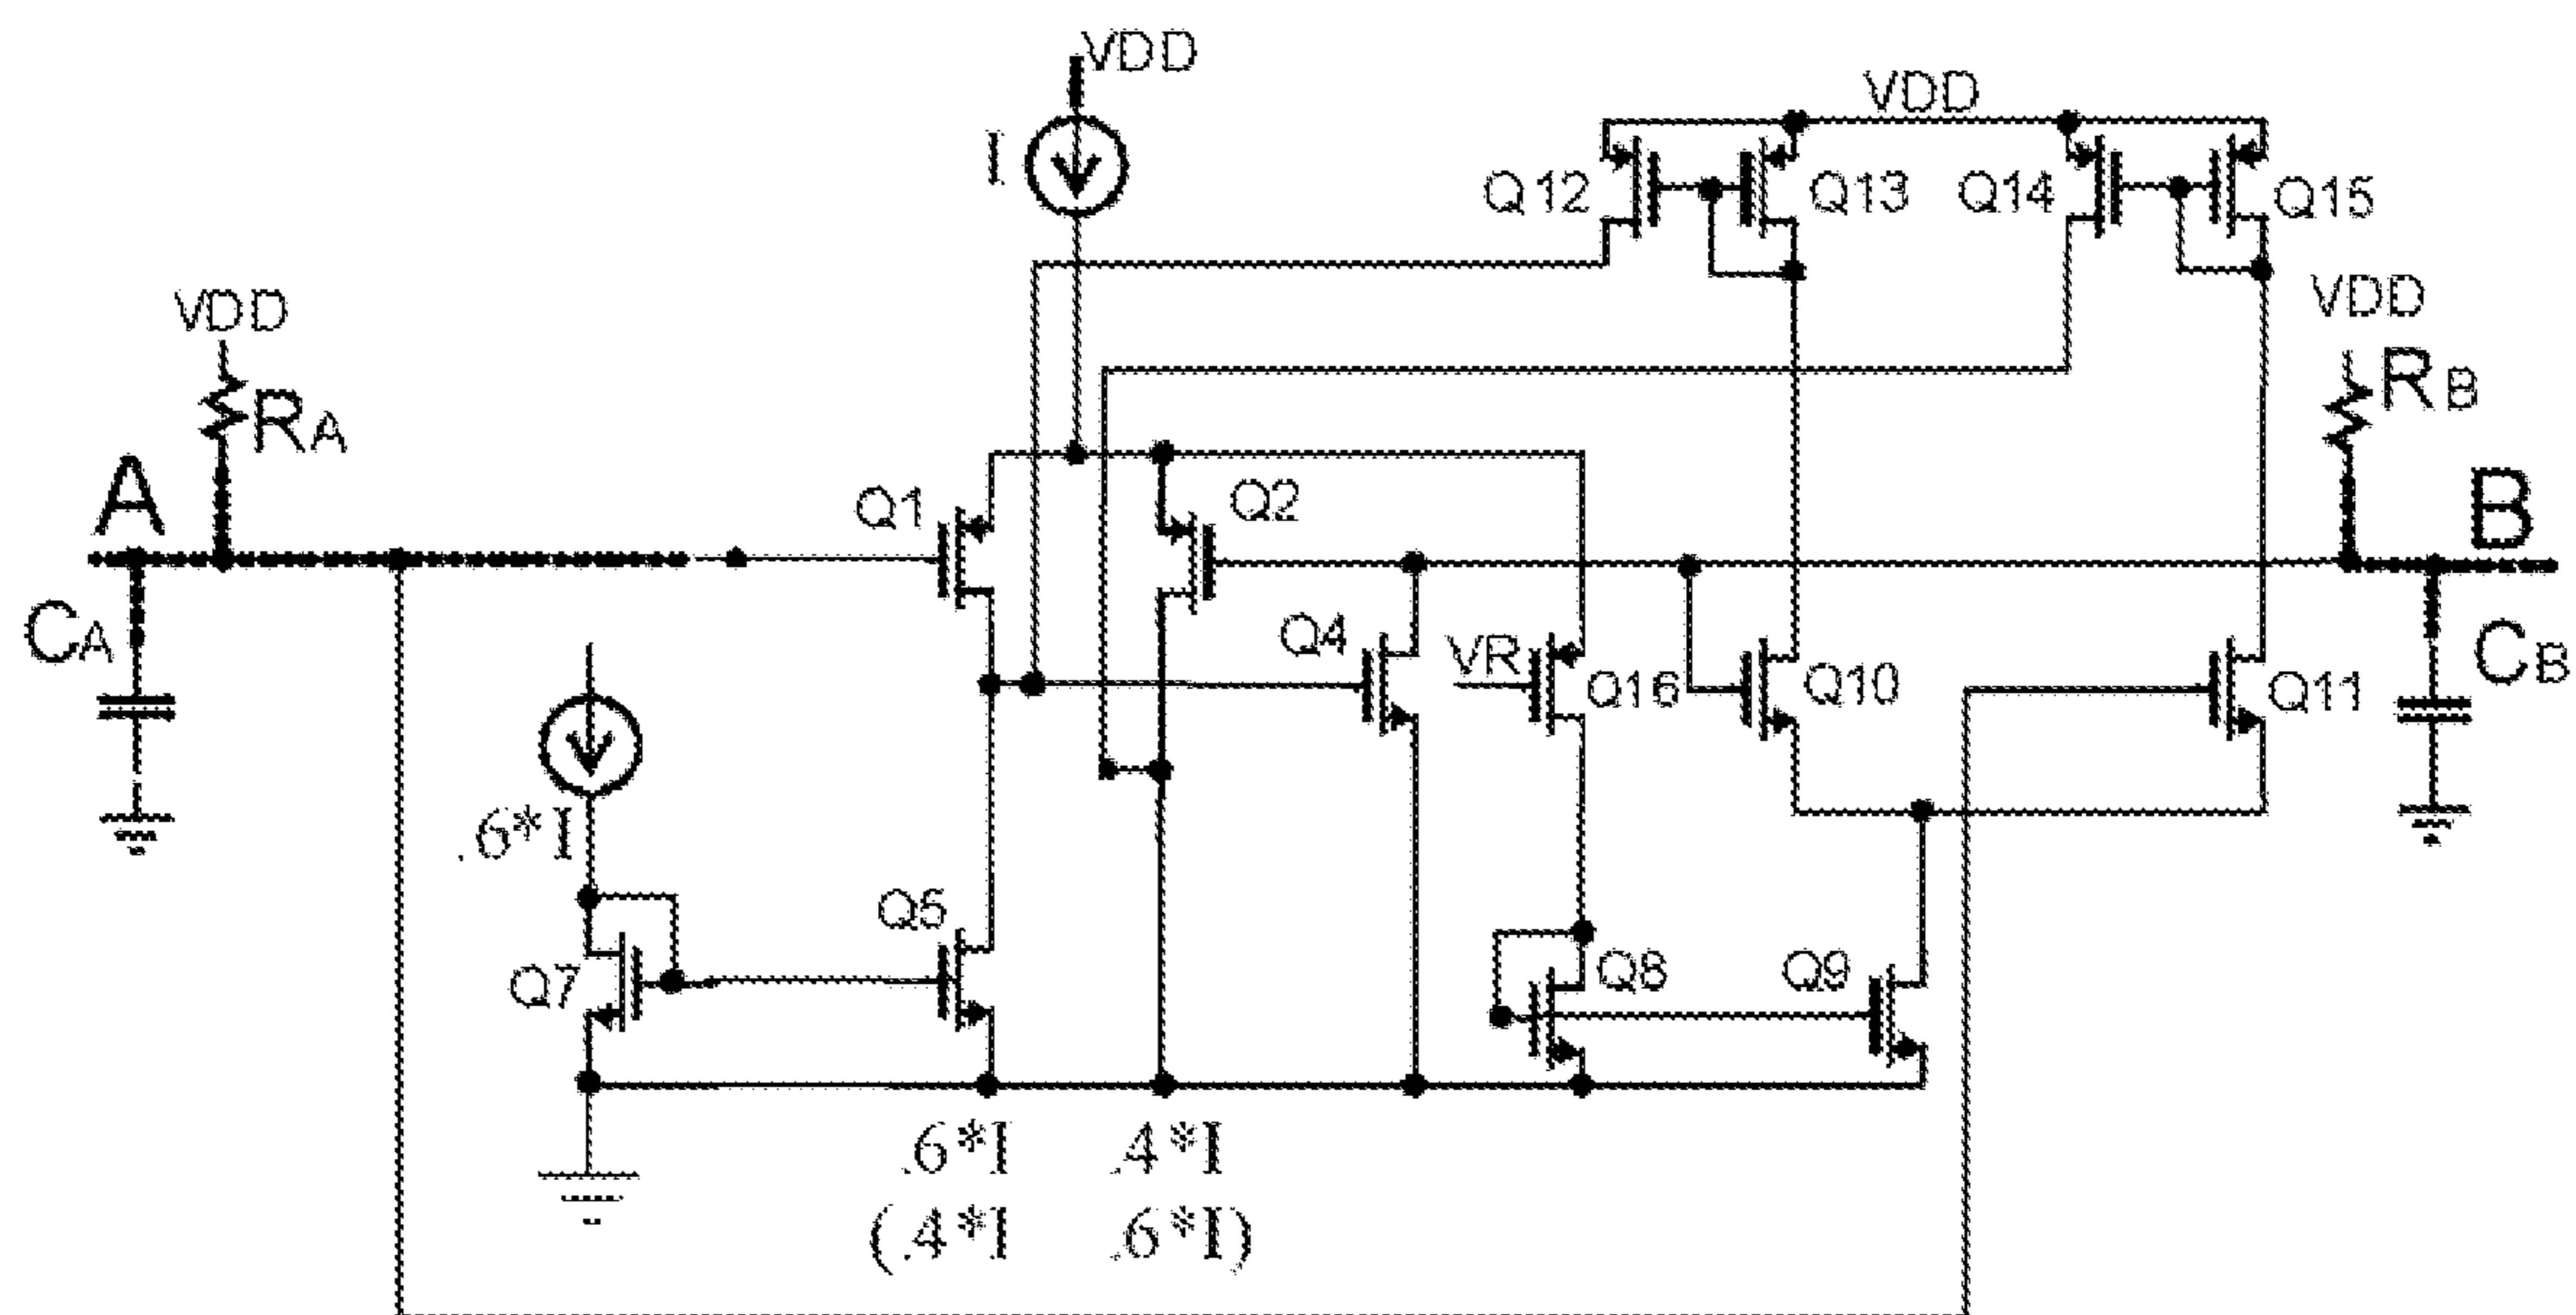 VDD
I
VDD
Q12
Q13
Q14
Q15
VDD
RA
VDD
RB
A
Q1
Q2
B
CA
Q4
VR
Q16
Q10
Q11
CB
.6*I
Q7
Q5
Q8
Q9
.6*I .4*I
(.4*I .6*I)